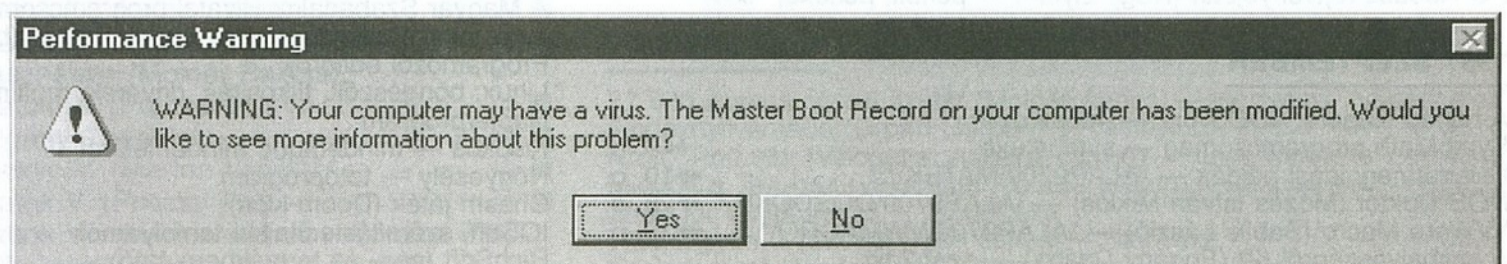 Performance Warning
WARNING: Your computer may have a virus. The Master Boot Record on your computer has been modified. Would you
like to see more information about this problem?
Yes
No